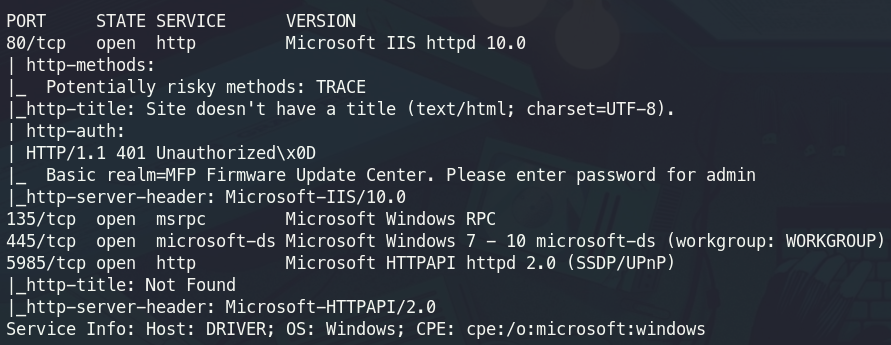 PORT     STATE SERVICE      VERSION
80/tcp   open  http         Microsoft IIS httpd 10.0
| http-methods:
|_  Potentially risky methods: TRACE
|_http-title: Site doesn't have a title (text/html; charset=UTF-8).
| http-auth:
| HTTP/1.1 401 Unauthorized\x0D
|_  Basic realm=MFP Firmware Update Center. Please enter password for admin
|_http-server-header: Microsoft-IIS/10.0
135/tcp  open  msrpc        Microsoft Windows RPC
445/tcp  open  microsoft-ds Microsoft Windows 7 - 10 microsoft-ds (workgroup: WORKGROUP)
5985/tcp open  http         Microsoft HTTPAPI httpd 2.0 (SSDP/UPnP)
|_http-title: Not Found
|_http-server-header: Microsoft-HTTPAPI/2.0
Service Info: Host: DRIVER; OS: Windows; CPE: cpe:/o:microsoft:windows